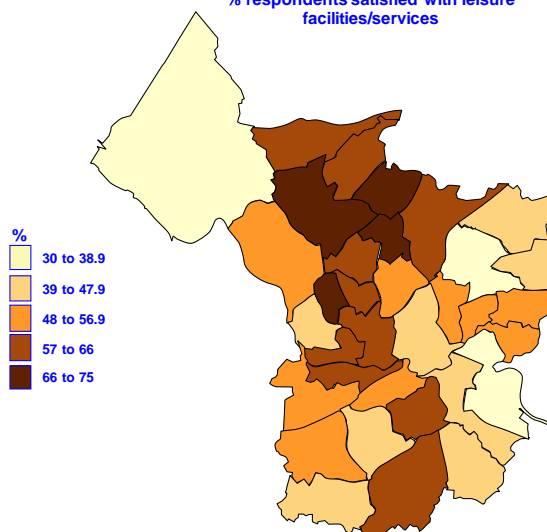 % respondents satisfied with leisure
facilities/services
%
30 to 38.9
39 to 47.9
48 to 56.9
57 to 66
66 to 75